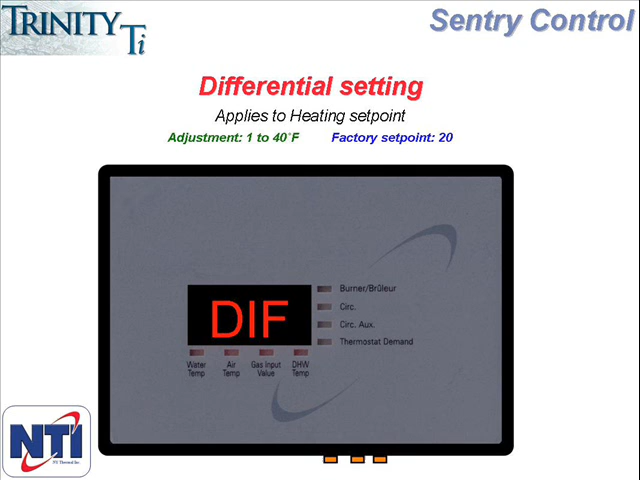 TRINITY Ti
Sentry Control
Differential setting
Applies to Heating setpoint
Adjustment: 1 to 40°F Factory setpoint: 20
DIF
Burner/Brûleur
Circ.
Circ. Aux.
Thermostat Demand
Water Temp
Air Temp
Gas Input Value
DHW Temp
NTI